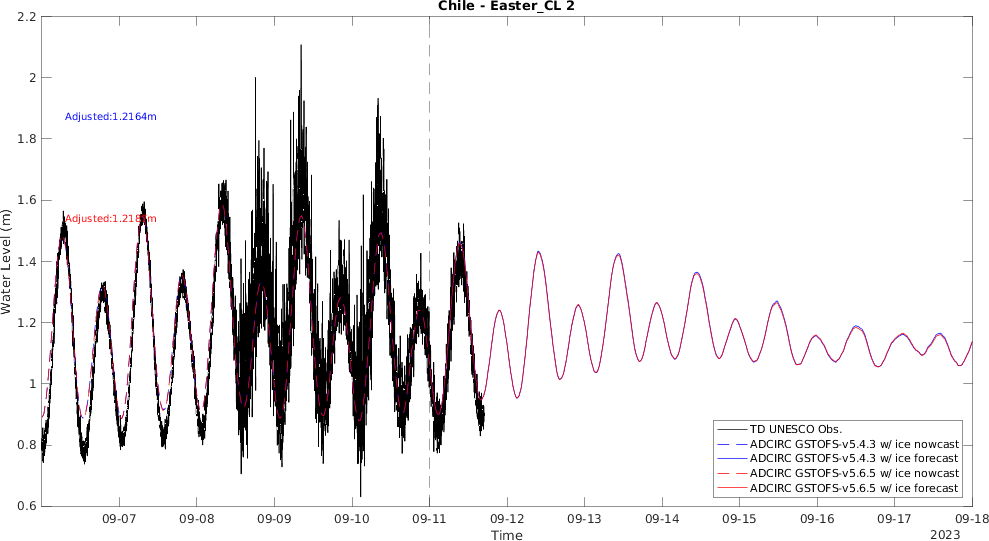 Chile - Easter_CL 2
2.2
2
1.8
1.6
1.4
1.2
1
0.8
0.6
Water Level (m)
Adjusted:1.2164m
TD UNESCO Obs.
ADCIRC GSTOFS-v5.4.3 w/ ice nowcast
ADCIRC GSTOFS-v5.4.3 w/ ice forecast
ADCIRC GSTOFS-v5.6.5 w/ ice nowcast
ADCIRC GSTOFS-v5.6.5 w/ ice forecast
09-07 09-08 09-09 09-10 09-11 09-12 09-13 09-14 09-15 09-16 09-17 09-18
Time
2023